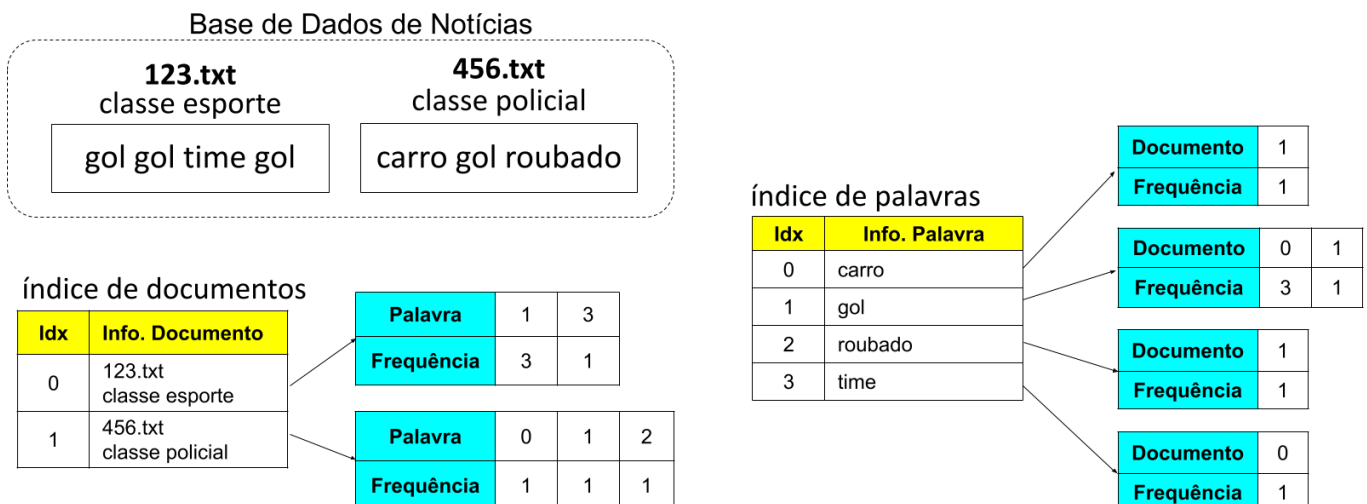 Base de Dados de Notícias
123.txt
classe esporte
gol gol time gol
456.txt
classe policial
carro gol roubado
índice de documentos
Idx Info. Documento
0 123.txt
classe esporte
1 456.txt
classe policial
Palavra 1 3
Frequência 3 1
Palavra 0 1 2
Frequência 1 1 1
índice de palavras
Idx Info. Palavra
0 carro
1 gol
2 roubado
3 time
Documento 1
Frequência 1
Documento 0 1
Frequência 3 1
Documento 1
Frequência 1
Documento 0
Frequência 1